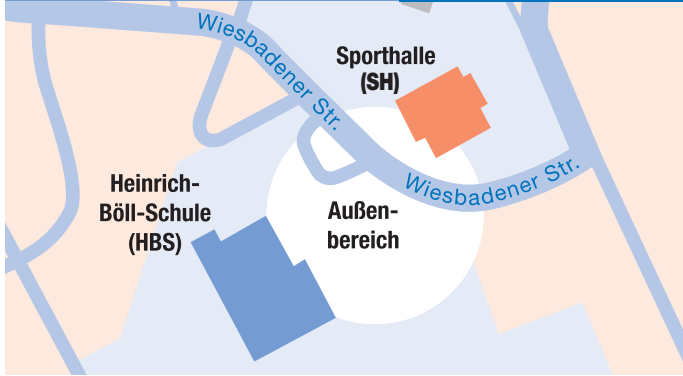 Wiesbadener Str.
Sporthalle
(SH)
Wiesbadener Str.
Heinrich-
Böll-Schule
(HBS)
Außen-
bereich